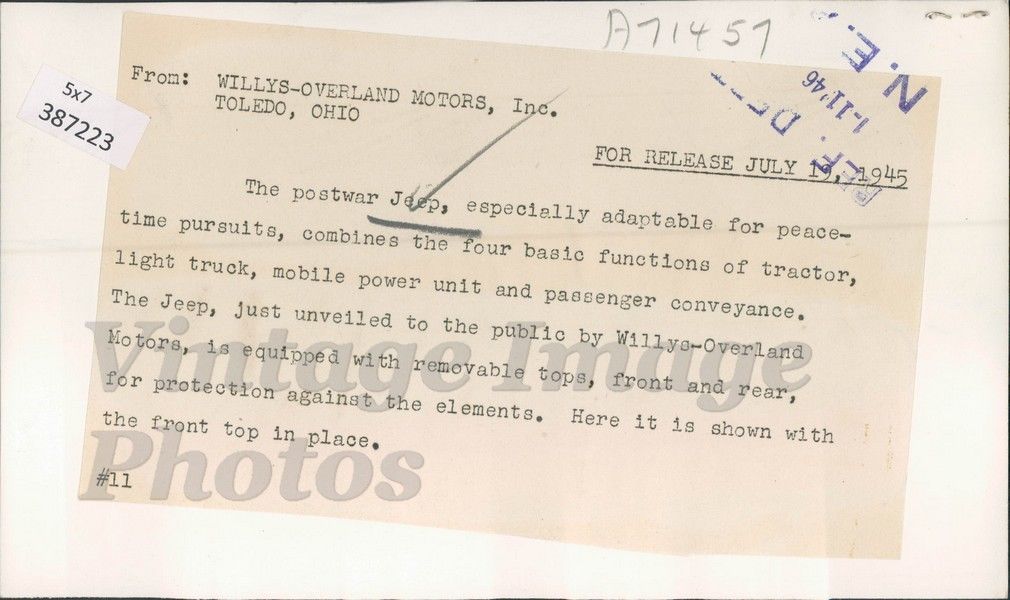 A71457
N.E.
REF. DEPT
1-11-46
5x7
387223
From: WILLYS-OVERLAND MOTORS, Inc.
TOLEDO, OHIO
FOR RELEASE JULY 19, 1945
The postwar Jeep, especially adaptable for peace-
time pursuits, combines the four basic functions of tractor,
light truck, mobile power unit and passenger conveyance.
The Jeep, just unveiled to the public by Willys-Overland
Motors, is equipped with removable tops, front and rear,
for protection against the elements. Here it is shown with
the front top in place.
#11
Vintage Image
Photos